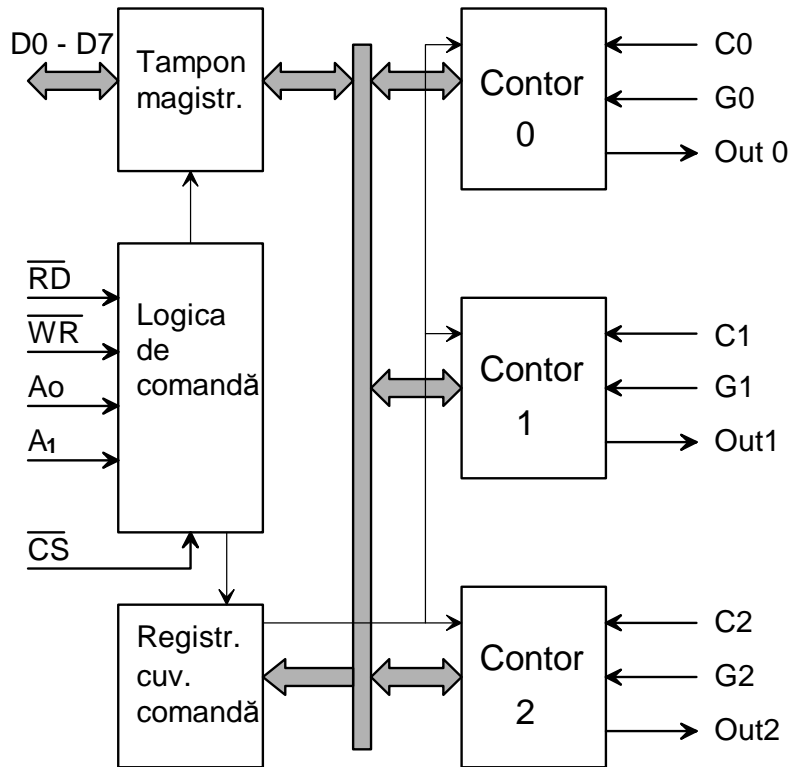 D0 - D7
Tampon
magistr.
RD
WR
Ao
A1
CS
Logica
de
comandă
Registr.
cuv.
comandă
Contor
0
C0
G0
Out 0
Contor
1
C1
G1
Out1
Contor
2
C2
G2
Out2